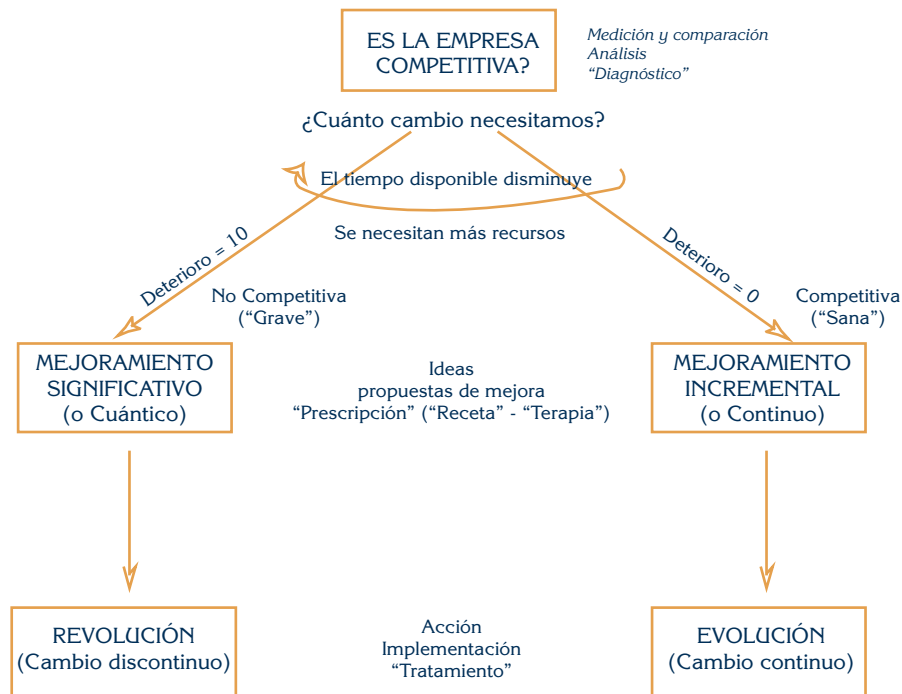 ES LA EMPRESA
COMPETITIVA?
Medición y comparación
Análisis
“Diagnóstico”
¿Cuánto cambio necesitamos?
El tiempo disponible disminuye
Se necesitan más recursos
Deterioro = 10
Deterioro = 0
No Competitiva
(“Grave”)
Competitiva
(“Sana”)
MEJORAMIENTO
SIGNIFICATIVO
(o Cuántico)
Ideas
propuestas de mejora
“Prescripción” (“Receta” - “Terapia”)
MEJORAMIENTO
INCREMENTAL
(o Continuo)
REVOLUCIÓN
(Cambio discontinuo)
Acción
Implementación
“Tratamiento”
EVOLUCIÓN
(Cambio continuo)